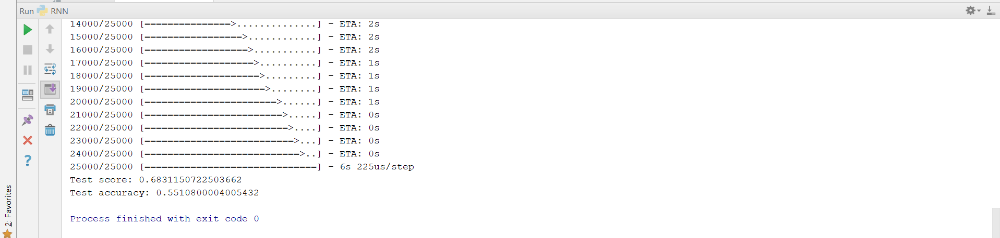 Run RNN
14000/25000 [===============>..............] - ETA: 2s
15000/25000 [=================>............] - ETA: 2s
16000/25000 [==================>...........] - ETA: 2s
17000/25000 [===================>..........] - ETA: 1s
18000/25000 [====================>.........] - ETA: 1s
19000/25000 [=====================>........] - ETA: 1s
20000/25000 [=======================>......] - ETA: 1s
21000/25000 [========================>.....] - ETA: 0s
22000/25000 [=========================>....] - ETA: 0s
23000/25000 [==========================>...] - ETA: 0s
24000/25000 [===========================>..] - ETA: 0s
25000/25000 [==============================] - 6s 225us/step
Test score: 0.6831150722503662
Test accuracy: 0.5510800004005432
Process finished with exit code 0
2: Favorites